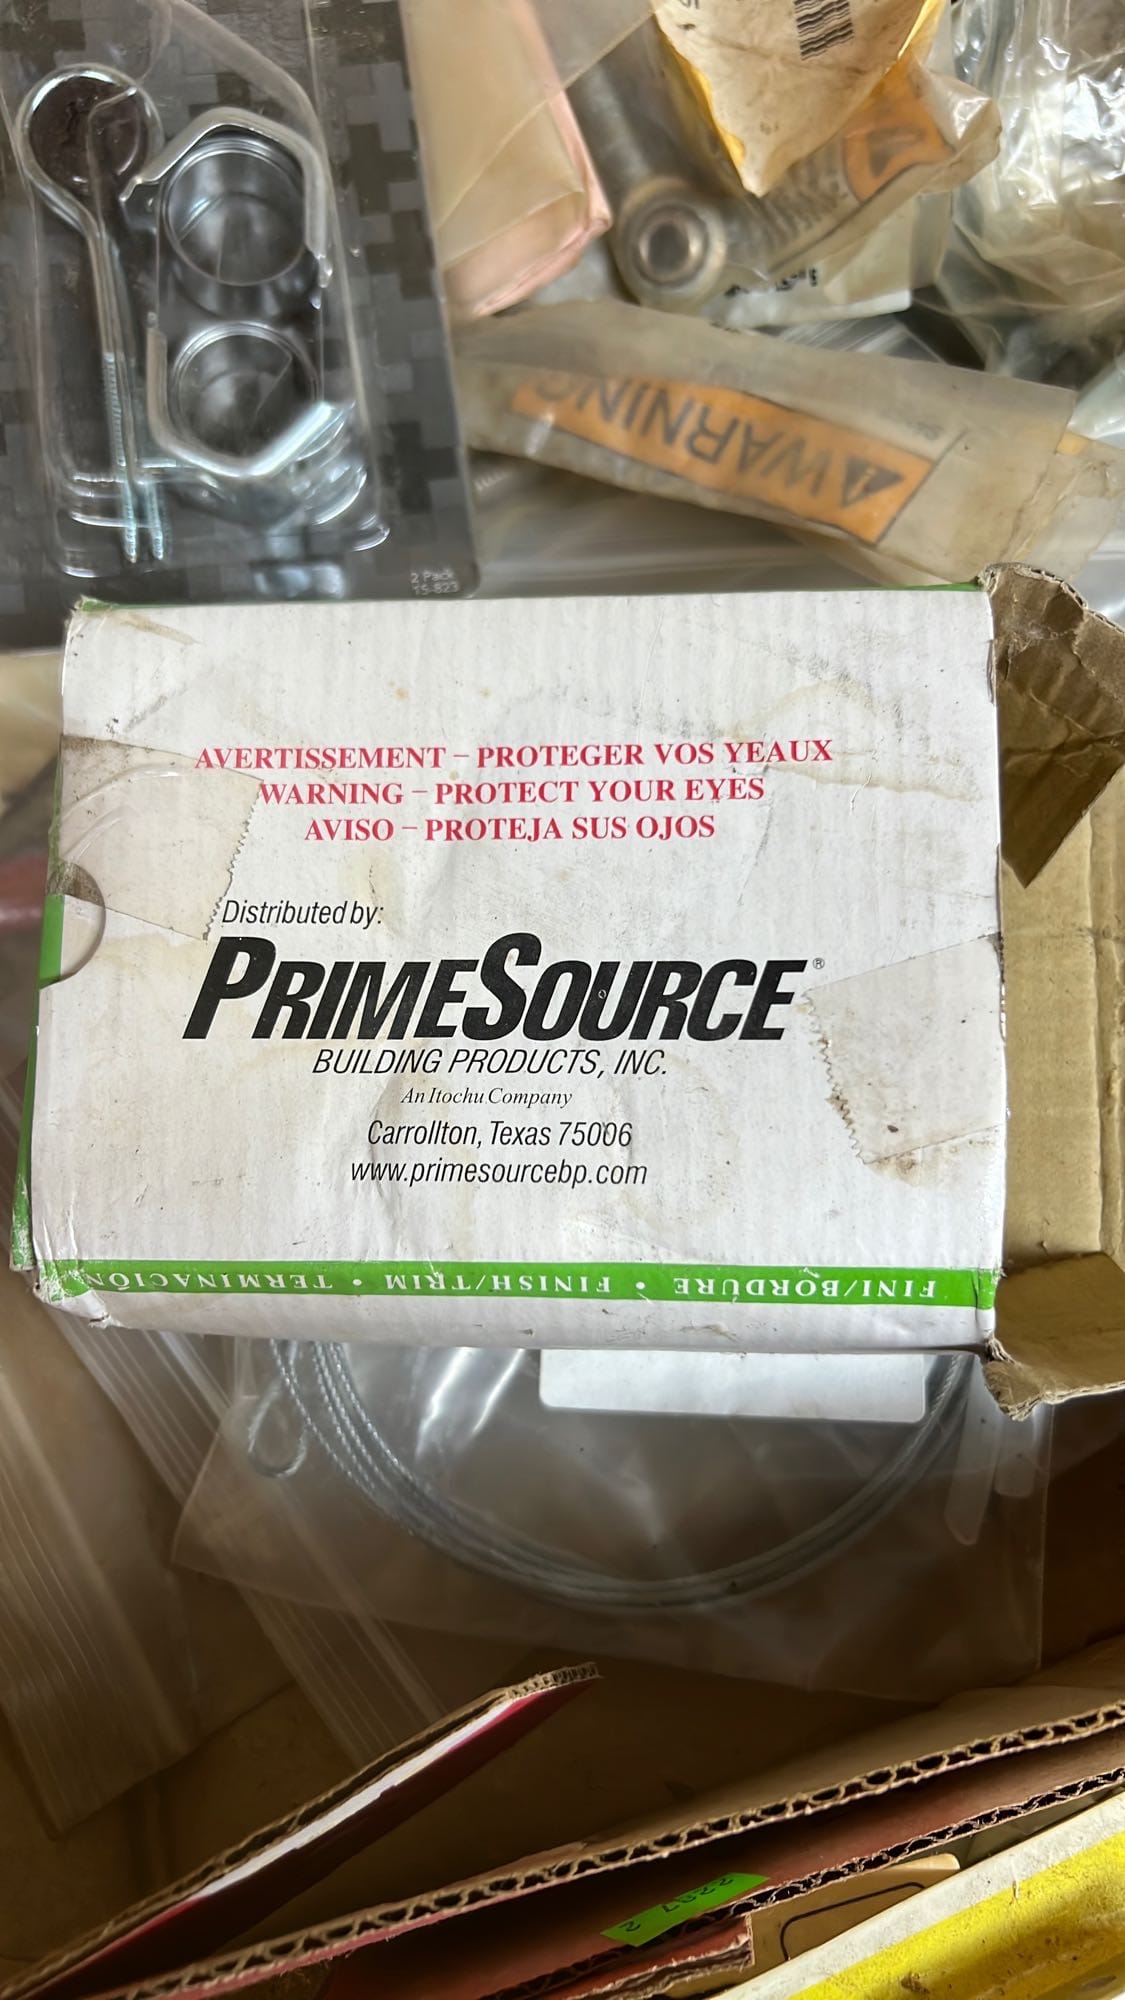 WARNING
2 Pack
TS-823
AVERTISSEMENT – PROTEGER VOS YEAUX
WARNING – PROTECT YOUR EYES
AVISO – PROTEJA SUS OJOS
Distributed by:
PRIMESOURCE®
BUILDING PRODUCTS, INC.
An Itochu Company
Carrollton, Texas 75006
www.primesourcebp.com
FINI/BORDURE • FINISH/TRIM • TERMINACIÓN